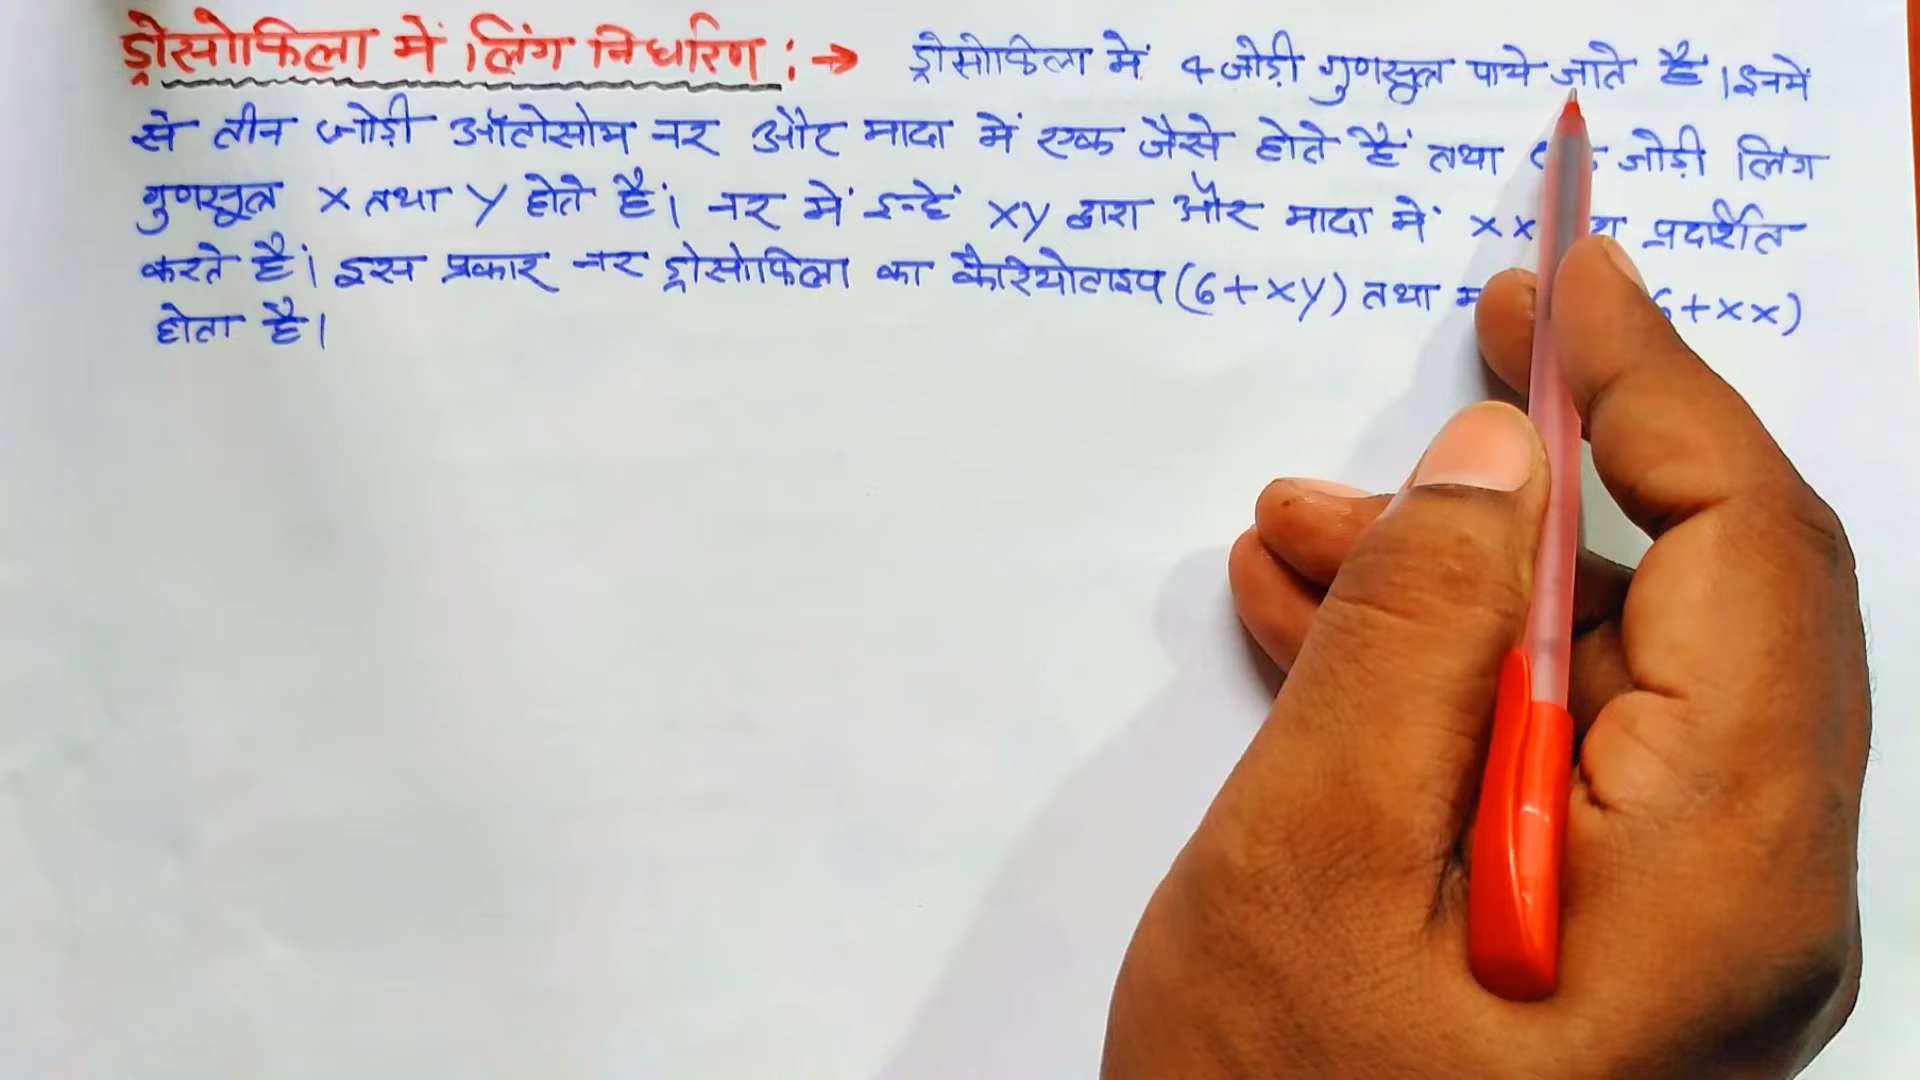 ड्रोसोफिला में लिंग निर्धारण :→ ड्रोसोफिला में 4 जोड़ी गुणसूत्र पाये जाते हैं। इनमें
से तीन जोड़ी ऑटोसोम नर और मादा में एक जैसे होते हैं तथा जोड़ी लिंग
गुणसूत्र X तथा Y होते हैं। नर में इन्हें XY द्वारा और मादा में XX प्रदर्शित
करते हैं। इस प्रकार नर ड्रोसोफिला का कैरियोटाइप (6+XY) तथा 6+XX)
होता है।